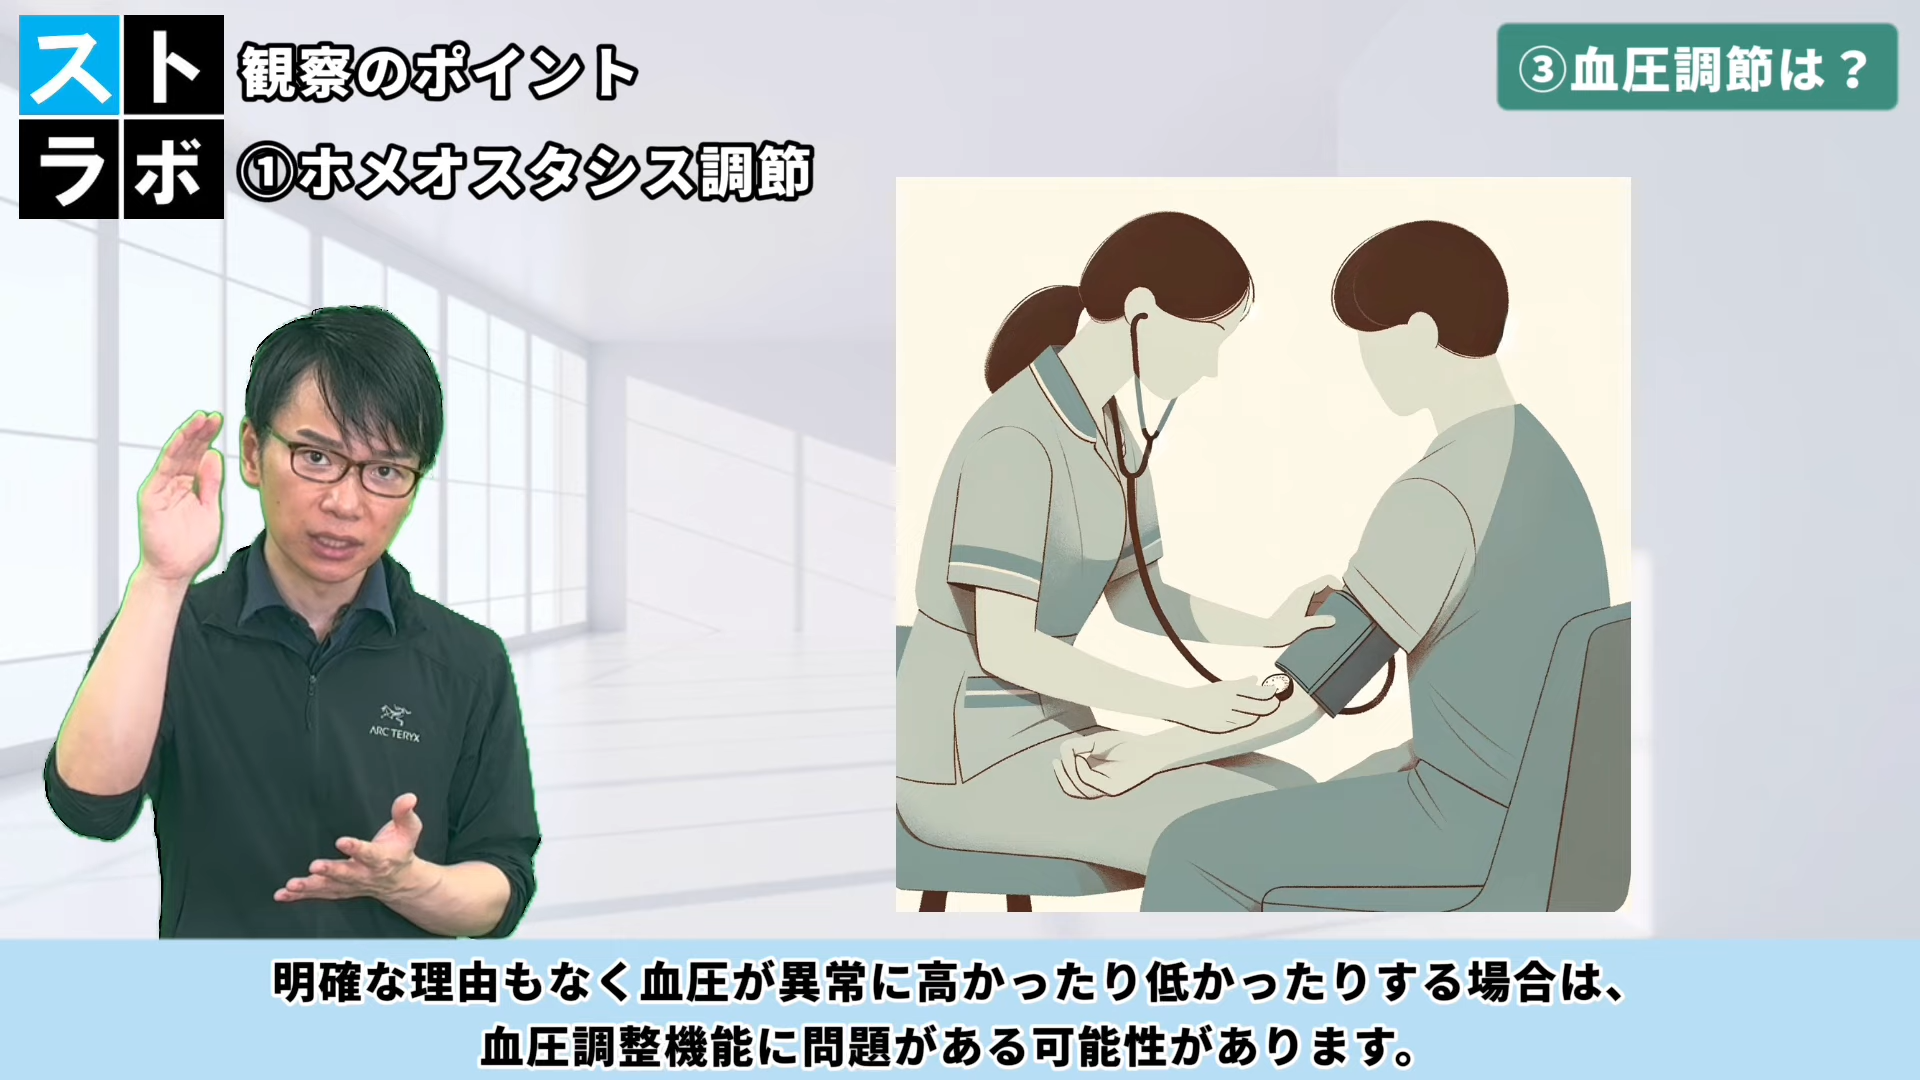 スト
ラボ
観察のポイント
①ホメオスタシス調節
③血圧調節は？
ARC'TERYX
明確な理由もなく血圧が異常に高かったり低かったりする場合は、
血圧調整機能に問題がある可能性があります。